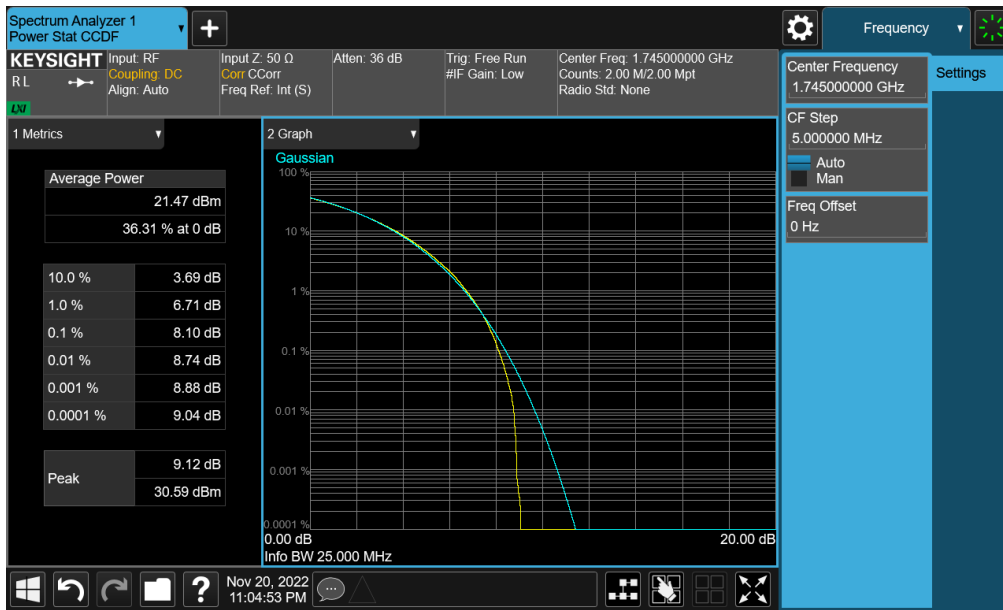 Spectrum Analyzer 1
Power Stat CCDF
+
Frequency
KEYSIGHT
R L
LXI
Input: RF
Coupling: DC
Align: Auto
Input Z: 50 Ω
Corr CCorr
Freq Ref: Int (S)
Atten: 36 dB
Trig: Free Run
#IF Gain: Low
Center Freq: 1.745000000 GHz
Counts: 2.00 M/2.00 Mpt
Radio Std: None
Center Frequency
1.745000000 GHz
Settings
CF Step
5.000000 MHz
Auto
Man
Freq Offset
0 Hz
1 Metrics
Average Power
21.47 dBm
36.31 % at 0 dB
10.0 % 3.69 dB
1.0 % 6.71 dB
0.1 % 8.10 dB
0.01 % 8.74 dB
0.001 % 8.88 dB
0.0001 % 9.04 dB
Peak 9.12 dB
30.59 dBm
2 Graph
Gaussian
100 %
10 %
1 %
0.1 %
0.01 %
0.001 %
0.0001 %
0.00 dB 20.00 dB
Info BW 25.000 MHz
?
Nov 20, 2022
11:04:53 PM